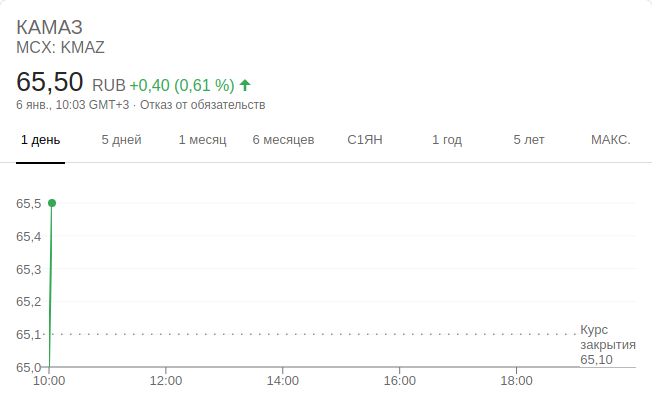 КАМАЗ
MCX: KMAZ
65,50 RUB +0,40 (0,61 %)
6 янв., 10:03 GMT+3 · Отказ от обязательств
1 день 5 дней 1 месяц 6 месяцев С1ЯН 1 год 5 лет МАКС.
65,5
65,4
65,3
65,2
65,1
Курс
закрытия
65,10
65,0
10:00 12:00 14:00 16:00 18:00